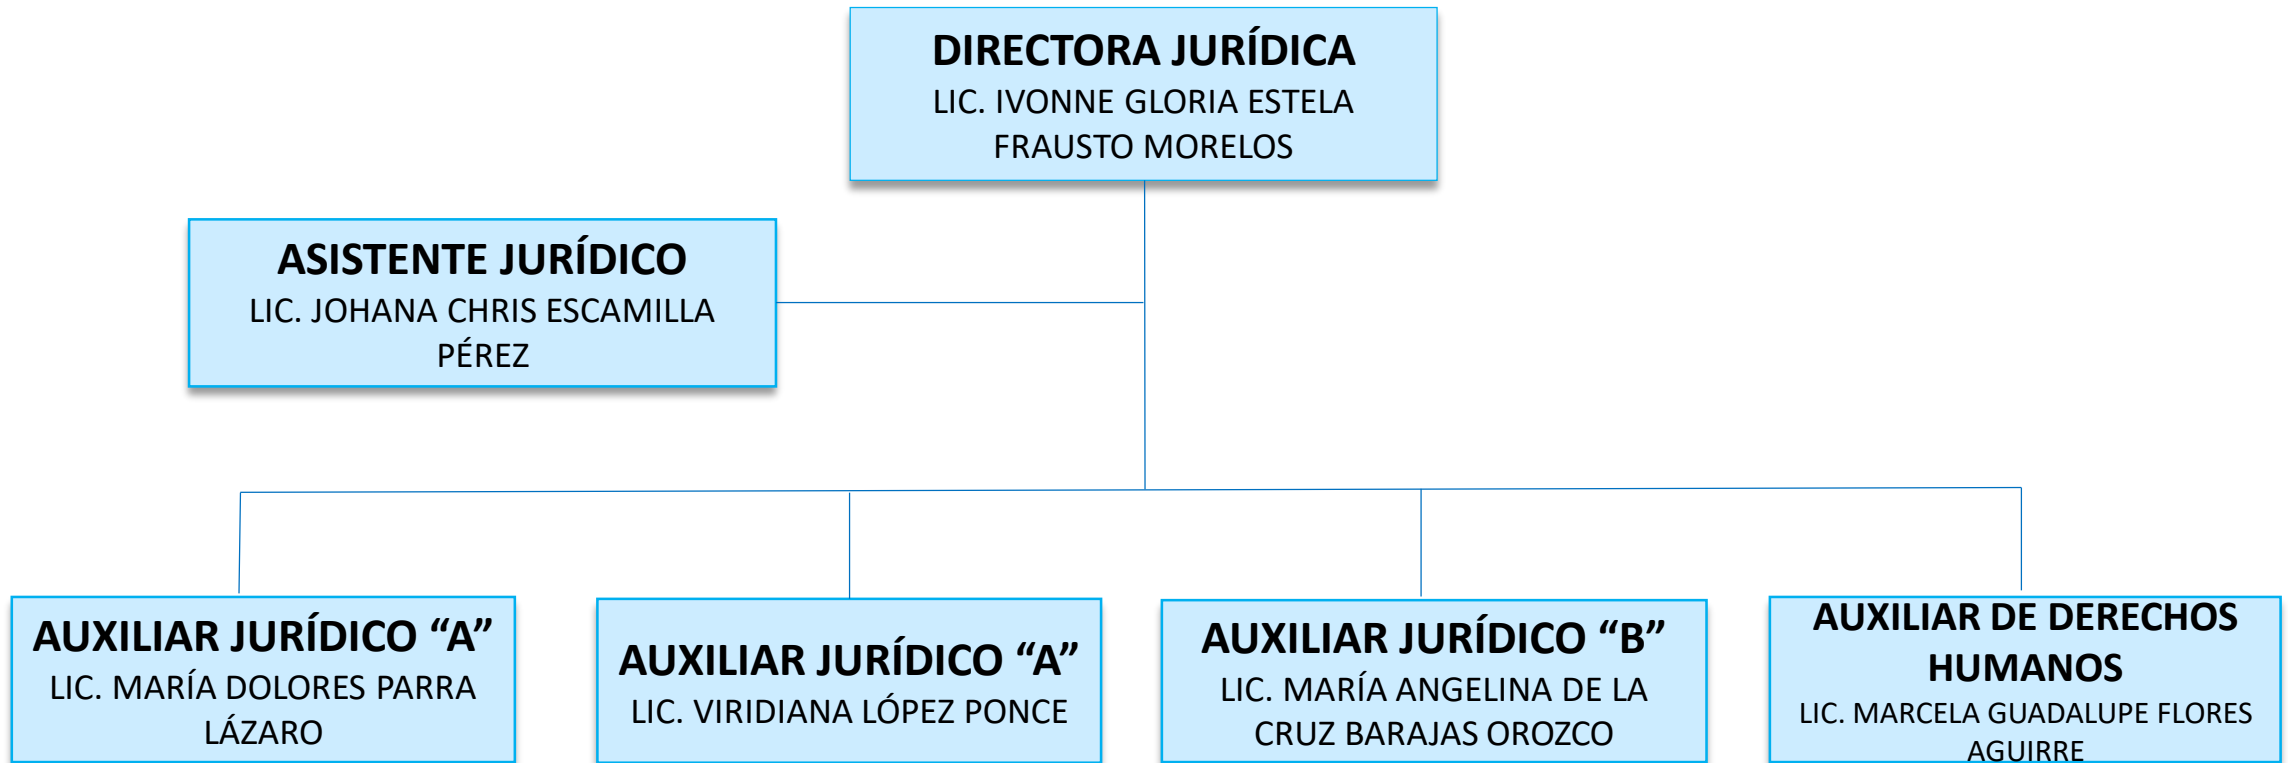 DIRECTORA JURÍDICA
LIC. IVONNE GLORIA ESTELA
FRAUSTO MORELOS
ASISTENTE JURÍDICO
LIC. JOHANA CHRIS ESCAMILLA
PÉREZ
AUXILIAR JURÍDICO “A”
LIC. MARÍA DOLORES PARRA
LÁZARO
AUXILIAR JURÍDICO “A”
LIC. VIRIDIANA LÓPEZ PONCE
AUXILIAR JURÍDICO “B”
LIC. MARÍA ANGELINA DE LA
CRUZ BARAJAS OROZCO
AUXILIAR DE DERECHOS
HUMANOS
LIC. MARCELA GUADALUPE FLORES
AGUIRRE